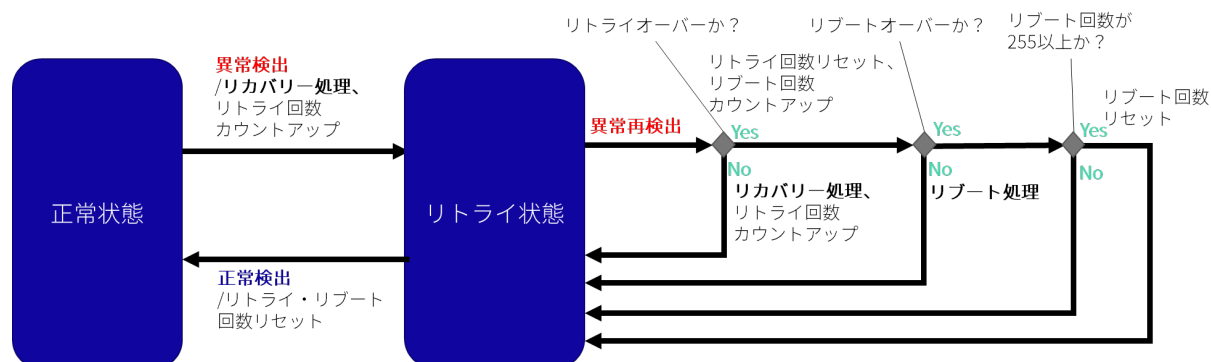 リトライオーバーか？
リブートオーバーか？
リブート回数が
255以上か？
異常検出
/リカバリー処理、
リトライ回数
カウントアップ
リトライ回数リセット、
リブート回数
カウントアップ
リブート回数
リセット
異常再検出
Yes
Yes
Yes
No
No
No
リカバリー処理、
リトライ回数
カウントアップ
リブート処理
正常状態
リトライ状態
正常検出
/リトライ・リブート
回数リセット